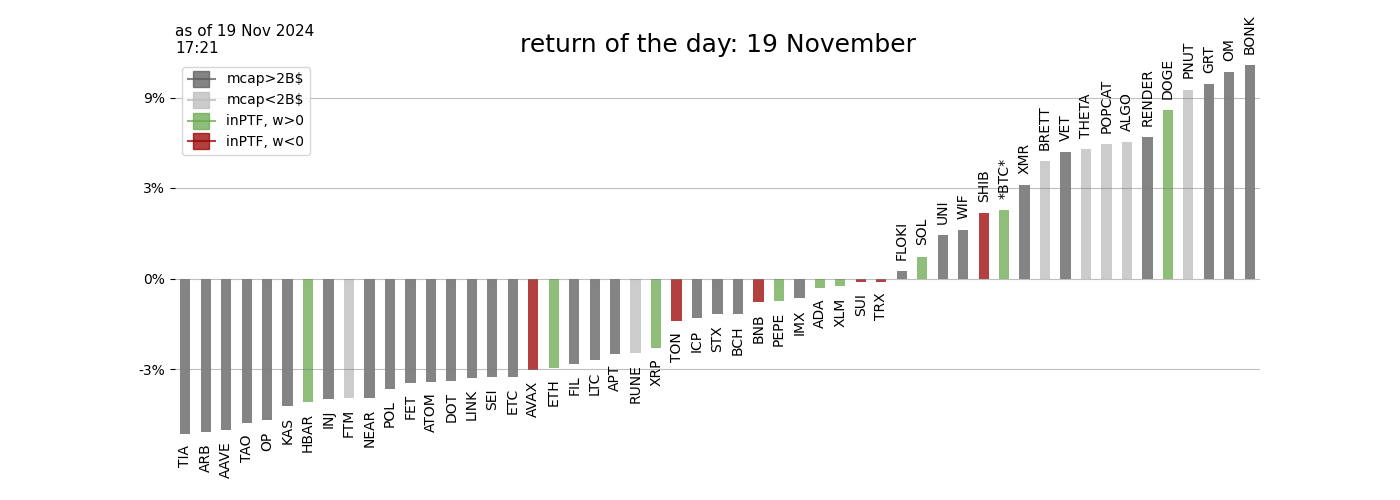 as of 19 Nov 2024
17:21
return of the day: 19 November
mcap>2B$
mcap<2B$
inPTF, w>0
inPTF, w<0
9%
3%
0%
-3%
TIA
ARB
AAVE
TAO
OP
KAS
HBAR
INJ
FTM
NEAR
POL
FET
ATOM
DOT
LINK
SEI
ETC
AVAX
ETH
FIL
LTC
APT
RUNE
XRP
TON
ICP
STX
BCH
BNB
PEPE
IMX
ADA
XLM
SUI
TRX
FLOKI
SOL
UNI
WIF
SHIB
*BTC*
XMR
BRETT
VET
THETA
POPCAT
ALGO
RENDER
DOGE
PNUT
GRT
OM
BONK